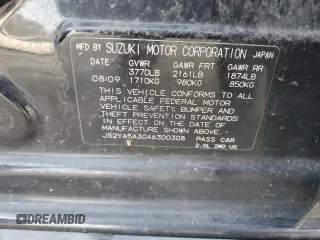 MFD BY SUZUKI MOTOR CORPORATION JAPAN
DATE GVWR GAWR FRT GAWR RR
3770LB 2161LB 1874LB
08/09 1710KG 980KG 850KG
THIS VEHICLE CONFORMS TO ALL
APPLICABLE FEDERAL MOTOR
VEHICLE SAFETY, BUMPER AND
THEFT PREVENTION STANDARDS
IN EFFECT ON THE DATE OF
MANUFACTURE SHOWN ABOVE.
JS2YA5A30A6300308 PASS CAR
2.0L 2WD US
DREAMBID